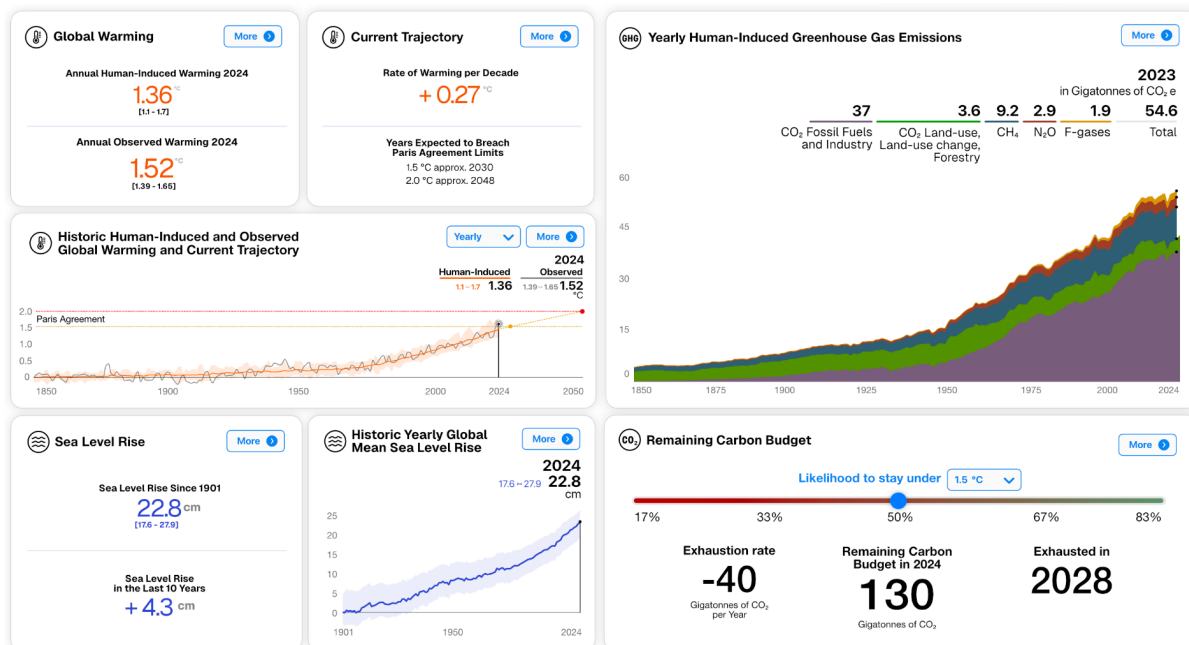 Global Warming
More
Annual Human-Induced Warming 2024
1.36 °C
[1.1 - 1.7]
Annual Observed Warming 2024
1.52 °C
[1.39 - 1.65]
Current Trajectory
More
Rate of Warming per Decade
+ 0.27 °C
Years Expected to Breach
Paris Agreement Limits
1.5 °C approx. 2030
2.0 °C approx. 2048
GHG
Yearly Human-Induced Greenhouse Gas Emissions
More
2023
in Gigatonnes of CO₂ e
37 3.6 9.2 2.9 1.9 54.6
CO₂ Fossil Fuels
and Industry
CO₂ Land-use,
Land-use change,
Forestry
CH₄
N₂O
F-gases
Total
60
45
30
15
0
1850 1875 1900 1925 1950 1975 2000 2024
Historic Human-Induced and Observed
Global Warming and Current Trajectory
Yearly
More
2024
Human-Induced Observed
1.1 – 1.7 1.36 1.39 – 1.65 1.52
°C
2.0
Paris Agreement
1.5
1.0
0.5
0
1850 1900 1950 2000 2024 2050
Sea Level Rise
More
Sea Level Rise Since 1901
22.8 cm
[17.6 - 27.9]
Sea Level Rise
in the Last 10 Years
+ 4.3 cm
Historic Yearly Global
Mean Sea Level Rise
More
2024
17.6 – 27.9 22.8
cm
25
20
15
10
5
0
1901 1950 2024
CO₂
Remaining Carbon Budget
More
Likelihood to stay under 1.5 °C
17% 33% 50% 67% 83%
Exhaustion rate
-40
Gigatonnes of CO₂
per Year
Remaining Carbon
Budget in 2024
130
Gigatonnes of CO₂
Exhausted in
2028